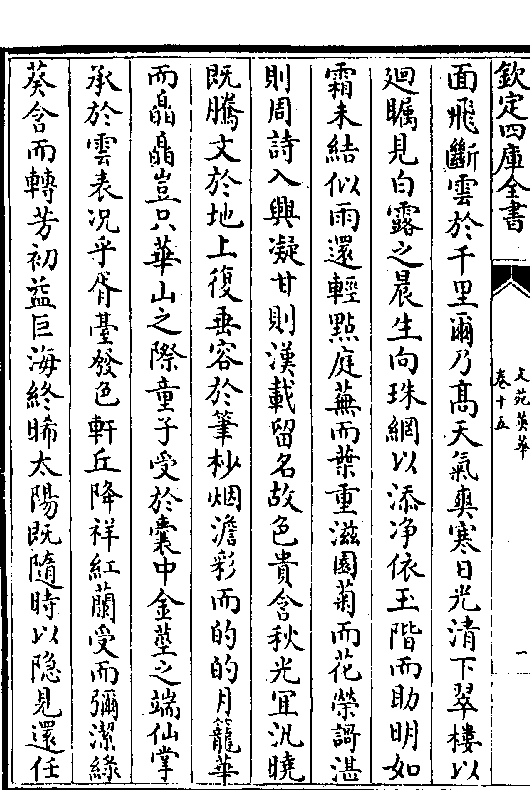 欽定四庫全書
文苑英華
卷十五
一
面飛斷雲於千里爾乃髙天氣爽寒日光清下翠樓以
廻矚見白露之晨生向珠網以添净依玉階而助明如
霜未結似雨還輕點庭蕪而葉重滋園菊而花榮謌湛
則周詩入興凝甘則漢載留名故色貴含秋光宜汎曉
既騰文於地上復垂容於筆杪烟澹彩而的的月籠華
而皛皛豈只華山之際童子受於囊中金莖之端仙掌
承於雲表况乎胥臺發色軒丘降祥紅蘭受而彌潔緑
葵含而轉芳初益巨海終晞太陽既隨時以隐見還任